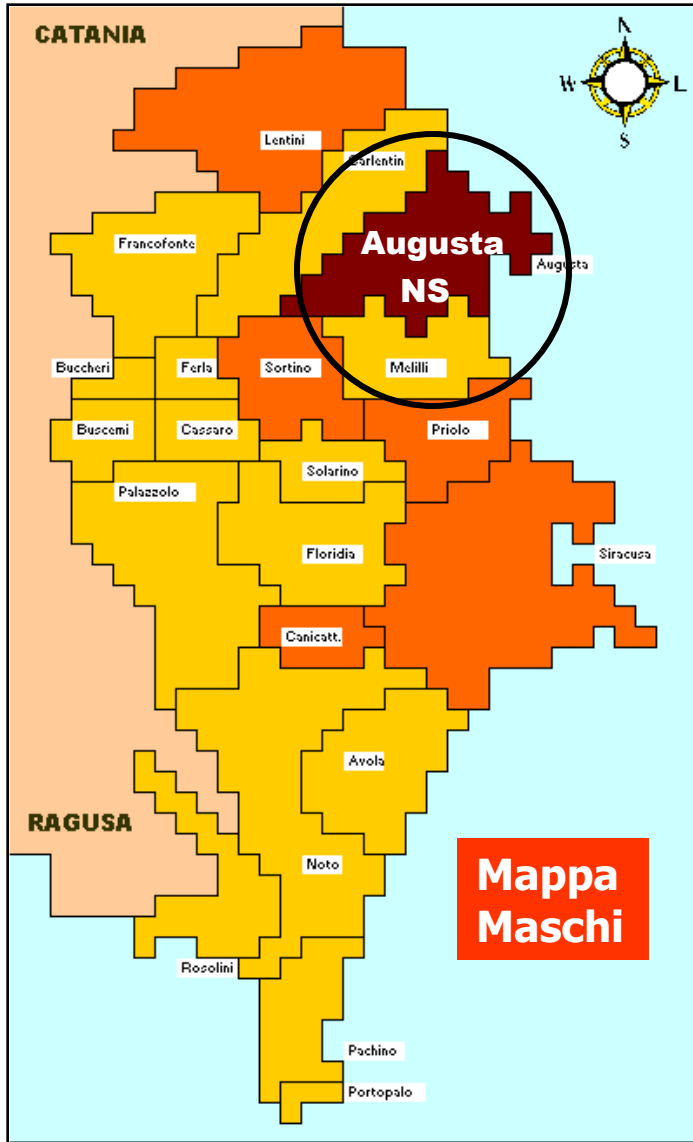 CATANIA
N
W
L
S
Lentini
Carlentin
Francofonte
Augusta
NS
Augusta
Buccheri
Ferla
Sortino
Melilli
Buscemi
Cassaro
Priolo
Solarino
Palazzolo
Floridia
Siracusa
Canicatt.
Avola
RAGUSA
Noto
Mappa
Maschi
Rosolini
Pachino
Portopalo